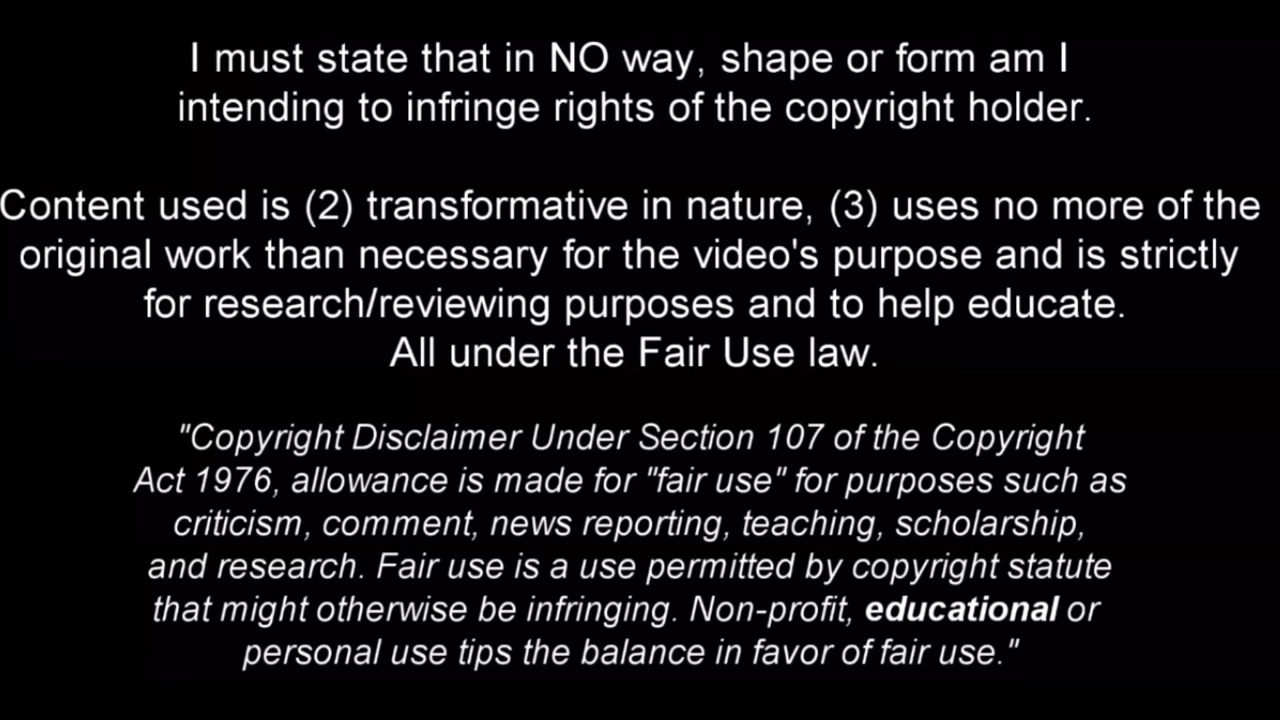 I must state that in NO way, shape or form am I
intending to infringe rights of the copyright holder.
Content used is (2) transformative in nature, (3) uses no more of the
original work than necessary for the video's purpose and is strictly
for research/reviewing purposes and to help educate.
All under the Fair Use law.
"Copyright Disclaimer Under Section 107 of the Copyright
Act 1976, allowance is made for "fair use" for purposes such as
criticism, comment, news reporting, teaching, scholarship,
and research. Fair use is a use permitted by copyright statute
that might otherwise be infringing. Non-profit, educational or
personal use tips the balance in favor of fair use."